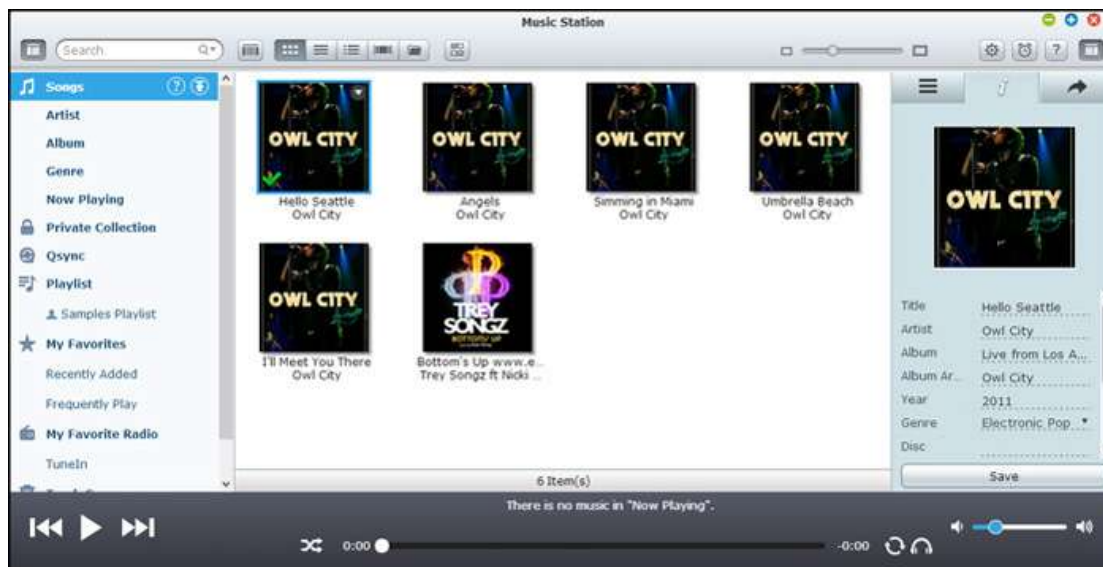 Music Station
Search
Songs
Artist
Album
Genre
Now Playing
Private Collection
Qsync
Playlist
Samples Playlist
My Favorites
Recently Added
Frequently Play
My Favorite Radio
TuneIn
OWL CITY
OWL CITY
OWL CITY
OWL CITY
Hello Seattle
Owl City
Angels
Owl City
Simming in Miami
Owl City
Umbrella Beach
Owl City
OWL CITY
TREY
SONGZ
BOTTOMS UP
I'll Meet You There
Owl City
Bottom's Up www.e...
Trey Songz ft Nicki ...
6 Item(s)
OWL CITY
Title Hello Seattle
Artist Owl City
Album Live from Los A...
Album Ar... Owl City
Year 2011
Genre Electronic Pop
Disc
Save
There is no music in "Now Playing".
0:00
-0:00